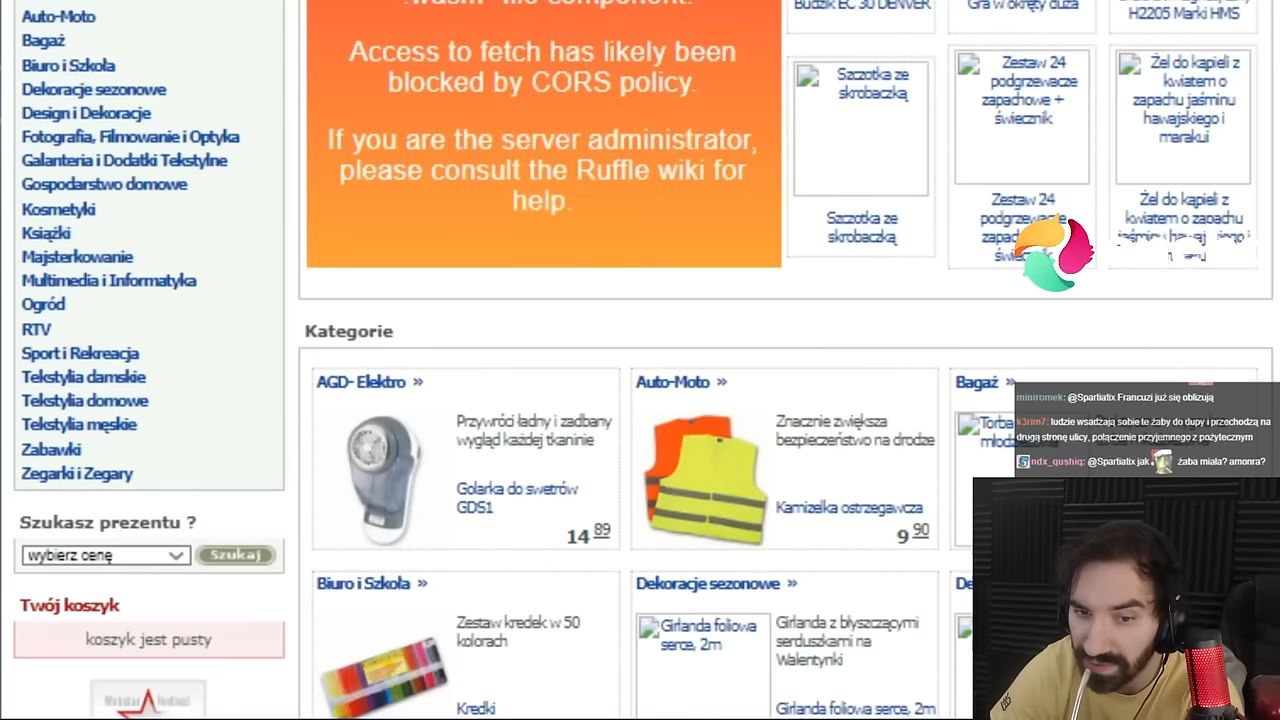 Auto-Moto
Bagaż
Biuro i Szkoła
Dekoracje sezonowe
Design i Dekoracje
Fotografia, Filmowanie i Optyka
Galanteria i Dodatki Tekstylne
Gospodarstwo domowe
Kosmetyki
Książki
Majsterkowanie
Multimedia i Informatyka
Ogród
RTV
Sport i Rekreacja
Tekstylia damskie
Tekstylia domowe
Tekstylia męskie
Zabawki
Zegarki i Zegary
Szukasz prezentu ?
wybierz cenę
Szukaj
Twój koszyk
koszyk jest pusty
".wasm" file component.
Access to fetch has likely been
blocked by CORS policy.
If you are the server administrator,
please consult the Ruffle wiki for
help.
Budzik EC 30 DENVER
Gra w okręty duża
H2205 Marki HMS
Szczotka ze
skrobaczką
Szczotka ze
skrobaczką
Zestaw 24
podgrzewacze
zapachowe +
świecznik
Zestaw 24
Żel do kąpieli z
kwiatem o
zapachu jaśminu
hawajskiego i
marakui
Żel do kąpieli z
kwiatem o zapachu
Kategorie
AGD- Elektro »
Przywróci ładny i zadbany
wygląd każdej tkaninie
Golarka do swetrów
GDS1
14 89
Auto-Moto »
Znacznie zwiększa
bezpieczeństwo na drodze
Kamizelka ostrzegawcza
9 90
Bagaż »
Torba
Biuro i Szkoła »
Zestaw kredek w 50
kolorach
Kredki
Dekoracje sezonowe »
Girlanda foliowa
serce, 2m
Girlanda z błyszczącymi
serduszkami na
Walentynki
Girlanda foliowa serce, 2m
De
miniromek: @Spartiatix Francuzi już się oblizują
k3rim7: ludzie wsadzają sobie te żaby do dupy i przechodzą na
drugą stronę ulicy, połączenie przyjemnego z pożytecznym
ndx_qushiq: @Spartiatix jak żaba miała? amonra?